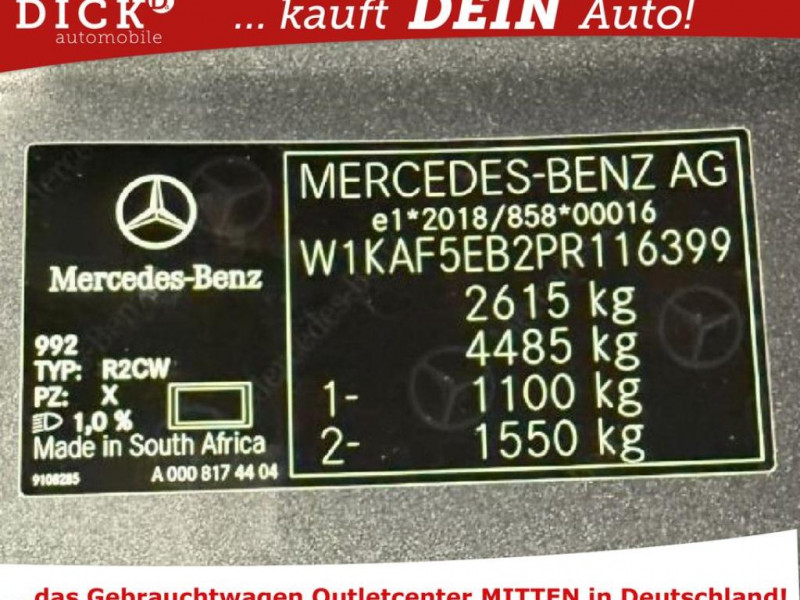 DICK
automobile
... kauft DEIN Auto!
Mercedes-Benz
992
TYP: R2CW
PZ: X
1,0 %
Made in South Africa
9108285 A 000 817 44 04
MERCEDES-BENZ AG
e1*2018/858*00016
W1KAF5EB2PR116399
2615 kg
4485 kg
1- 1100 kg
2- 1550 kg
das Gebrauchtwagen Outletcenter MITTEN in Deutschland!